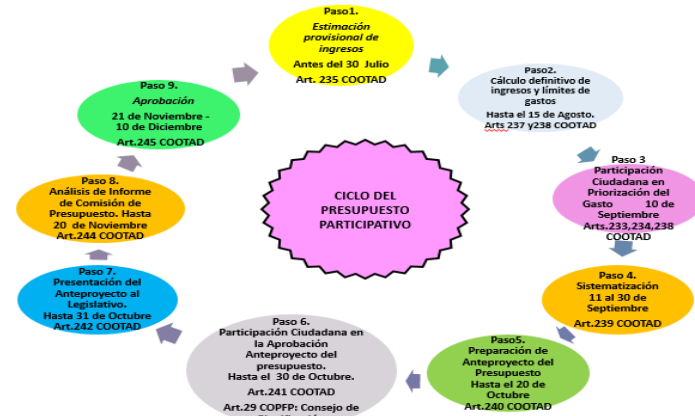 Paso1.
Estimación
provisional de
ingresos
Antes del 30 Julio
Art. 235 COOTAD
Paso2.
Cálculo definitivo de
ingresos y límites de
gastos
Hasta el 15 de Agosto.
Arts 237 y238 COOTAD
Paso 3
Participación
Ciudadana en
Priorización del
Gasto 10 de
Septiembre
Arts.233,234,238
COOTAD
Paso 4.
Sistematización
11 al 30 de
Septiembre
Art.239 COOTAD
Paso5.
Preparación de
Anteproyecto del
Presupuesto
Hasta el 20 de
Octubre
Art.240 COOTAD
Paso 6.
Participación Ciudadana en
la Aprobación
Anteproyecto del
presupuesto.
Hasta el 30 de Octubre.
Art.241 COOTAD
Art.29 COPFP: Consejo de
Paso 7.
Presentación del
Anteproyecto al
Legislativo.
Hasta 31 de Octubre
Art.242 COOTAD
Paso 8.
Análisis de Informe
de Comisión de
Presupuesto. Hasta
20 de Noviembre
Art.244 COOTAD
Paso 9.
Aprobación
21 de Noviembre -
10 de Diciembre
Art.245 COOTAD
CICLO DEL
PRESUPUESTO
PARTICIPATIVO